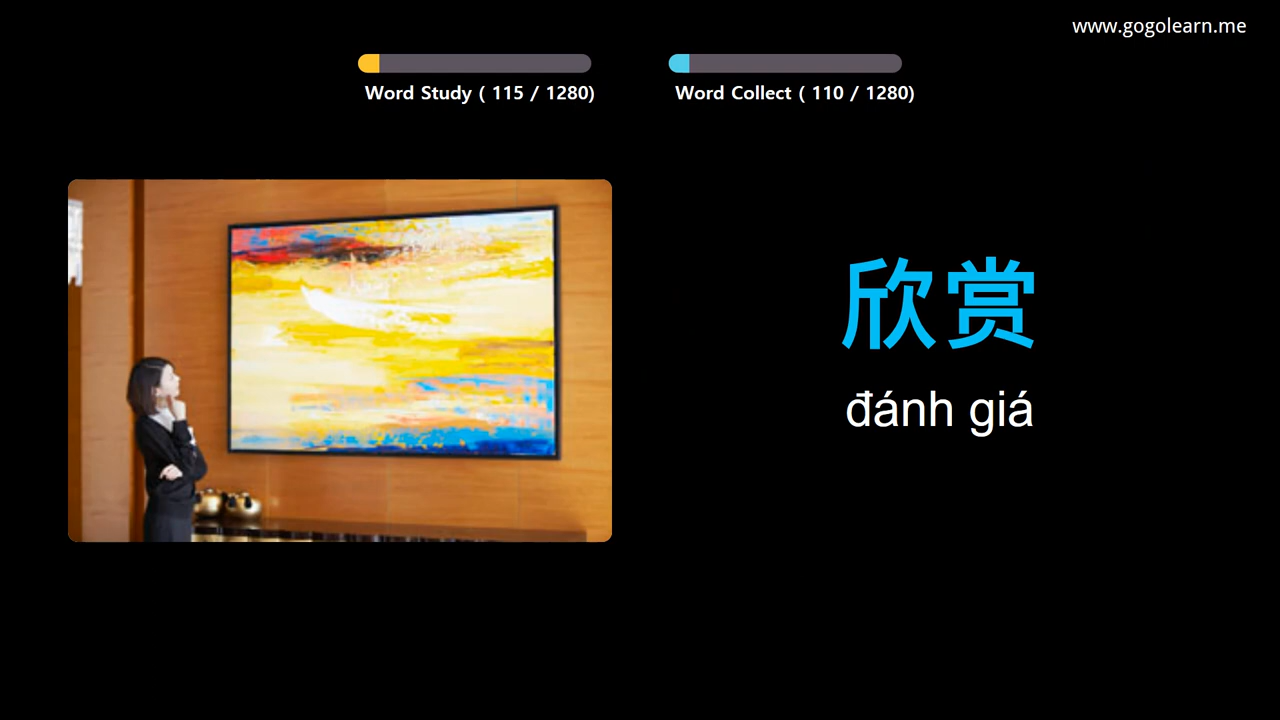 www.gogolearn.me
Word Study ( 115 / 1280)
Word Collect ( 110 / 1280)
欣赏
đánh giá